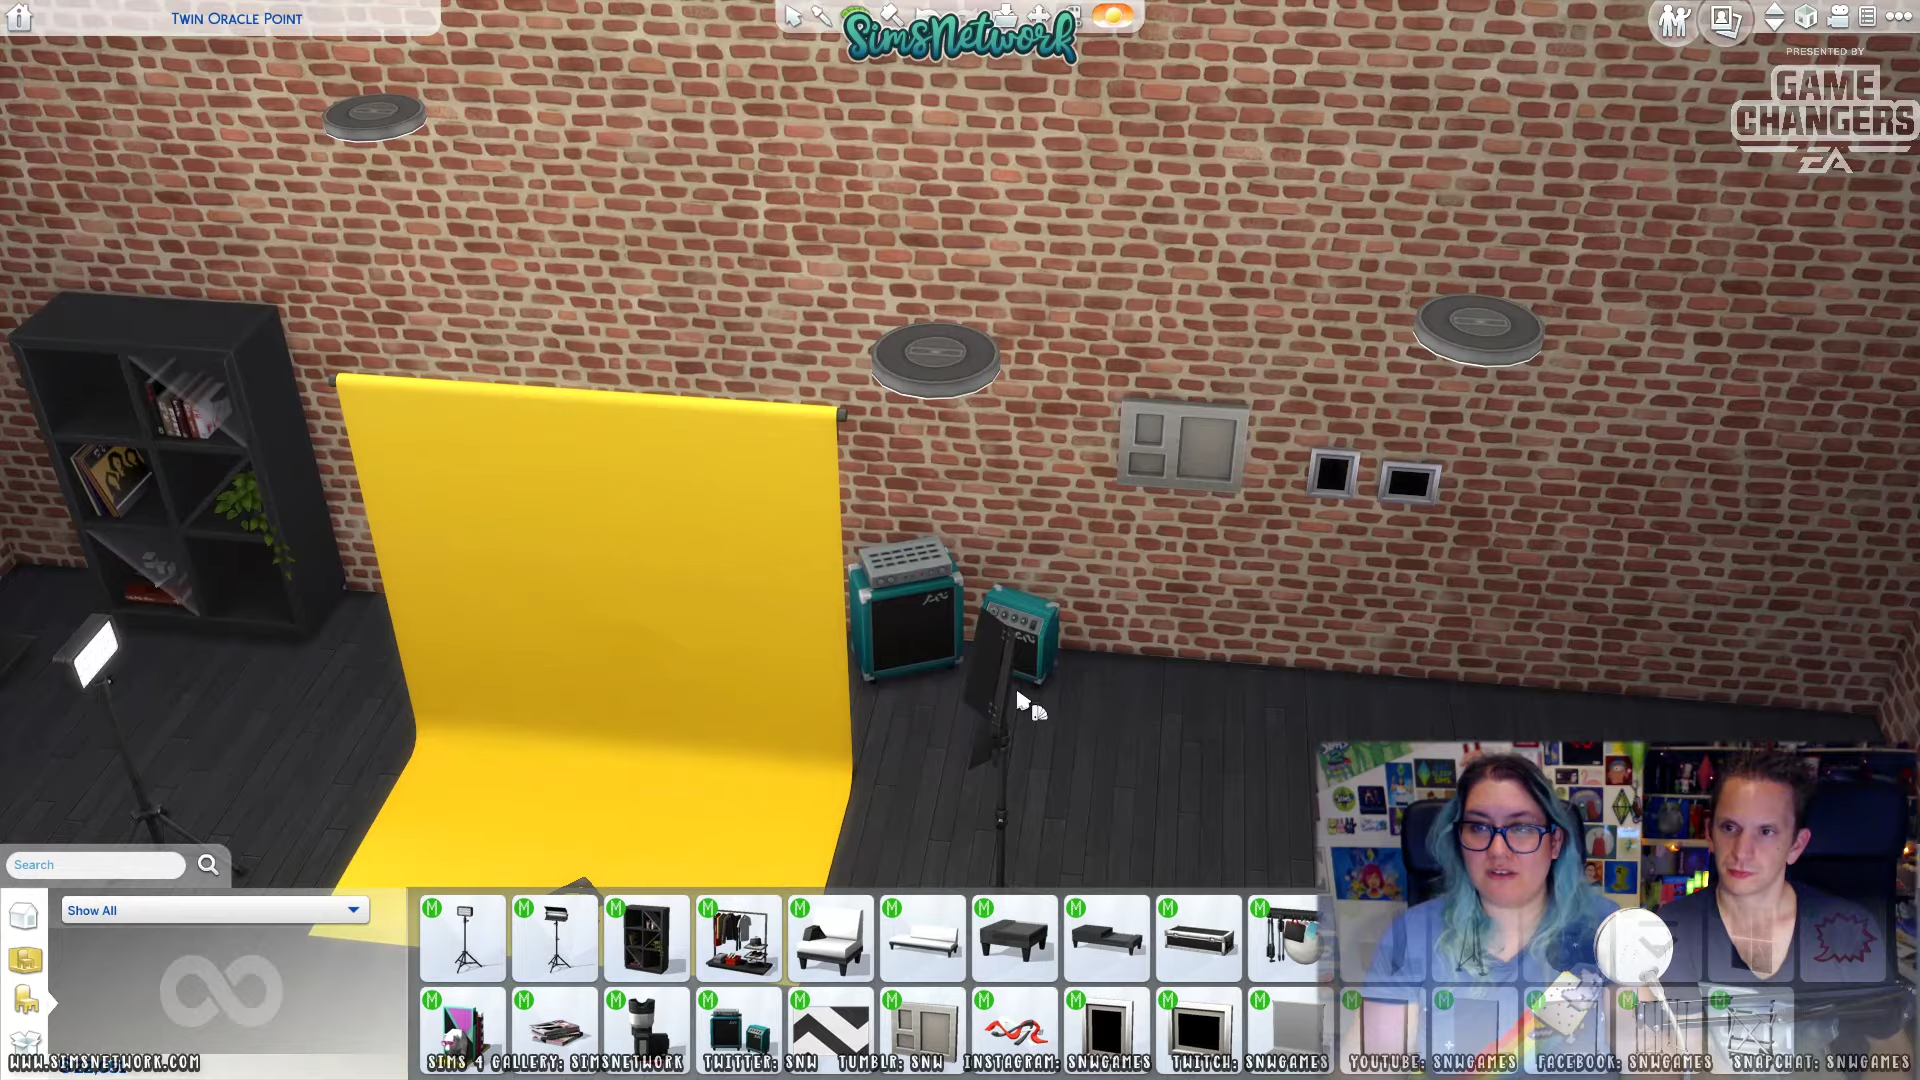 Twin Oracle Point
SimsNetwork
PRESENTED BY
GAME
CHANGERS
EA
Search
Show All
WWW.SIMSNETWORK.COM
SIMS 4 GALLERY: SIMSNETWORK TWITTER: SNW TUMBLR: SNW INSTAGRAM: SNWGAMES TWITCH: SNWGAMES YOUTUBE: SNWGAMES FACEBOOK: SNWGAMES SNAPCHAT: SNWGAMES